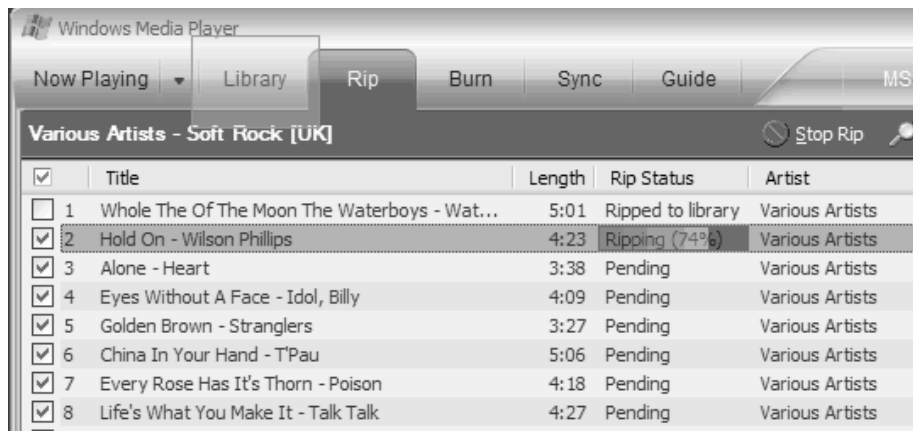 Windows Media Player
Now Playing Library Rip Burn Sync Guide MS
Various Artists - Soft Rock [UK] Stop Rip
Title Length Rip Status Artist
1 Whole The Of The Moon The Waterboys - Wat... 5:01 Ripped to library Various Artists
2 Hold On - Wilson Phillips 4:23 Ripping (74%) Various Artists
3 Alone - Heart 3:38 Pending Various Artists
4 Eyes Without A Face - Idol, Billy 4:09 Pending Various Artists
5 Golden Brown - Stranglers 3:27 Pending Various Artists
6 China In Your Hand - T'Pau 5:06 Pending Various Artists
7 Every Rose Has It's Thorn - Poison 4:18 Pending Various Artists
8 Life's What You Make It - Talk Talk 4:27 Pending Various Artists